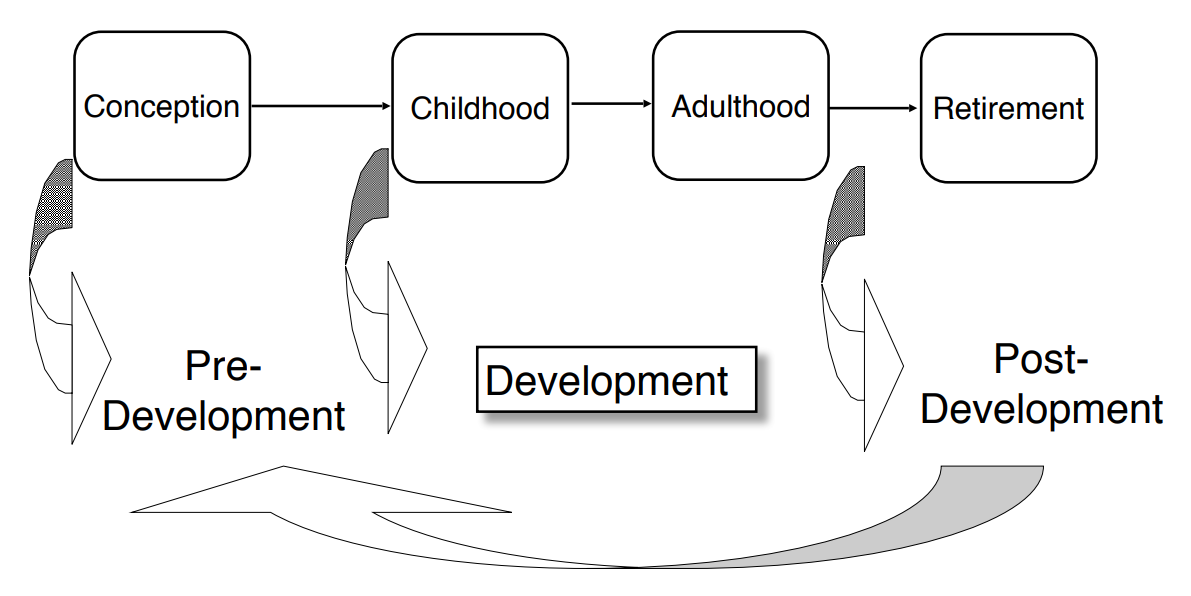 Conception
Childhood
Adulthood
Retirement
Pre-
Development
Development
Post-
Development